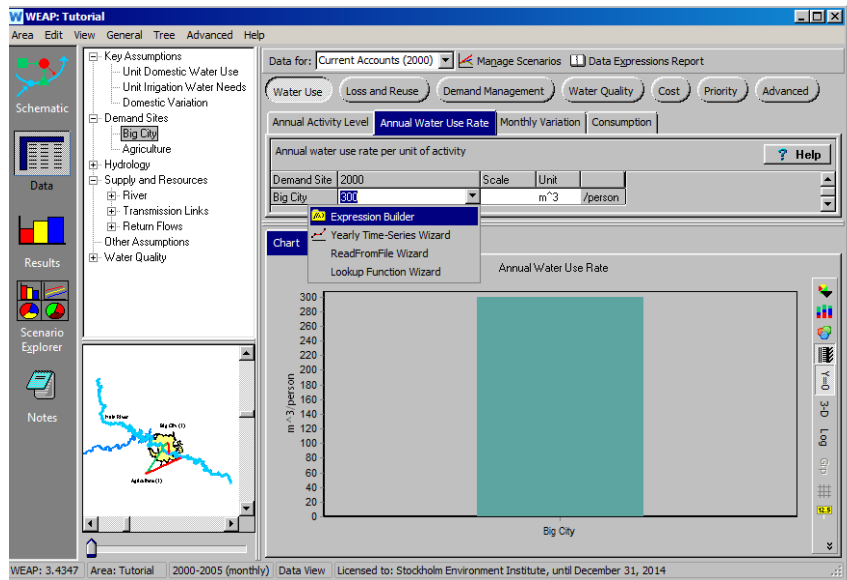 WEAP: Tutorial
Area Edit View General Tree Advanced Help
Schematic
Data
Results
Scenario
Explorer
Notes
Key Assumptions
Unit Domestic Water Use
Unit Irrigation Water Needs
Domestic Variation
Demand Sites
Big City
Agriculture
Hydrology
Supply and Resources
River
Transmission Links
Return Flows
Other Assumptions
Water Quality
Big City (1)
Agriculture (1)
Data for: Current Accounts (2000) Manage Scenarios Data Expressions Report
Water Use Loss and Reuse Demand Management Water Quality Cost Priority Advanced
Annual Activity Level Annual Water Use Rate Monthly Variation Consumption
Annual water use rate per unit of activity
? Help
Demand Site 2000 Scale Unit
Big City 300 m^3 /person
Expression Builder
Yearly Time-Series Wizard
ReadFromFile Wizard
Lookup Function Wizard
Chart
Annual Water Use Rate
m^3/person
300
280
260
240
220
200
180
160
140
120
100
80
60
40
20
0
Big City
Y=0
3-D
Log
Grp
12.5
WEAP: 3.4347 Area: Tutorial 2000-2005 (monthly) Data View Licensed to: Stockholm Environment Institute, until December 31, 2014